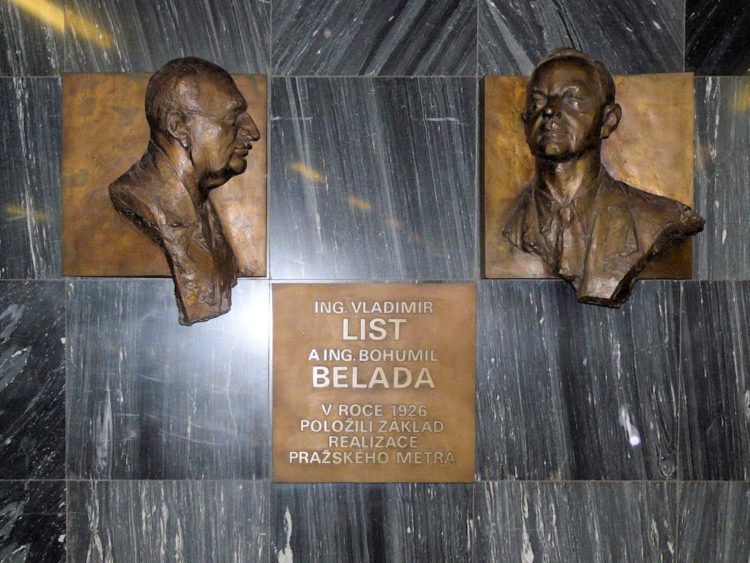 ING. VLADIMIR
LIST
A ING. BOHUMIL
BELADA
V ROCE 1926
POLOŽILI ZÁKLAD
REALIZACE
PRAŽSKÉHO METRA